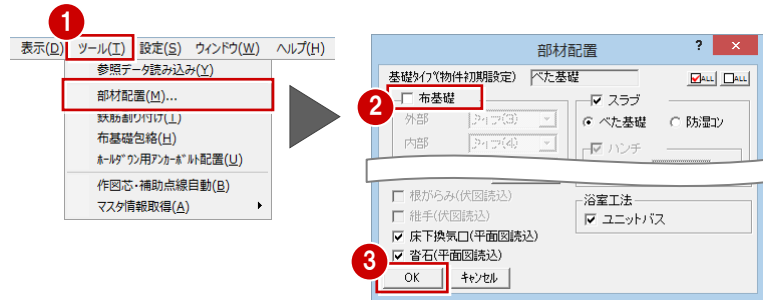 1
表示(D) ツール(T) 設定(S) ウィンドウ(W) ヘルプ(H)
参照データ読み込み(Y)
部材配置(M)...
鉄筋割り付け(T)
布基礎包絡(H)
ホールダウン用アンカーボルト配置(U)
作図芯・補助点線自動(B)
マスタ情報取得(A)
部材配置 ? ×
基礎タイプ(物件初期設定) べた基礎 ALL ALL
2
布基礎
外部 タイプ(3)
内部 タイプ(4)
スラブ
べた基礎 防湿コン
ハンチ
根がらみ(伏図読込)
継手(伏図読込)
床下換気口(平面図読込)
沓石(平面図読込)
浴室工法
ユニットバス
3
OK キャンセル